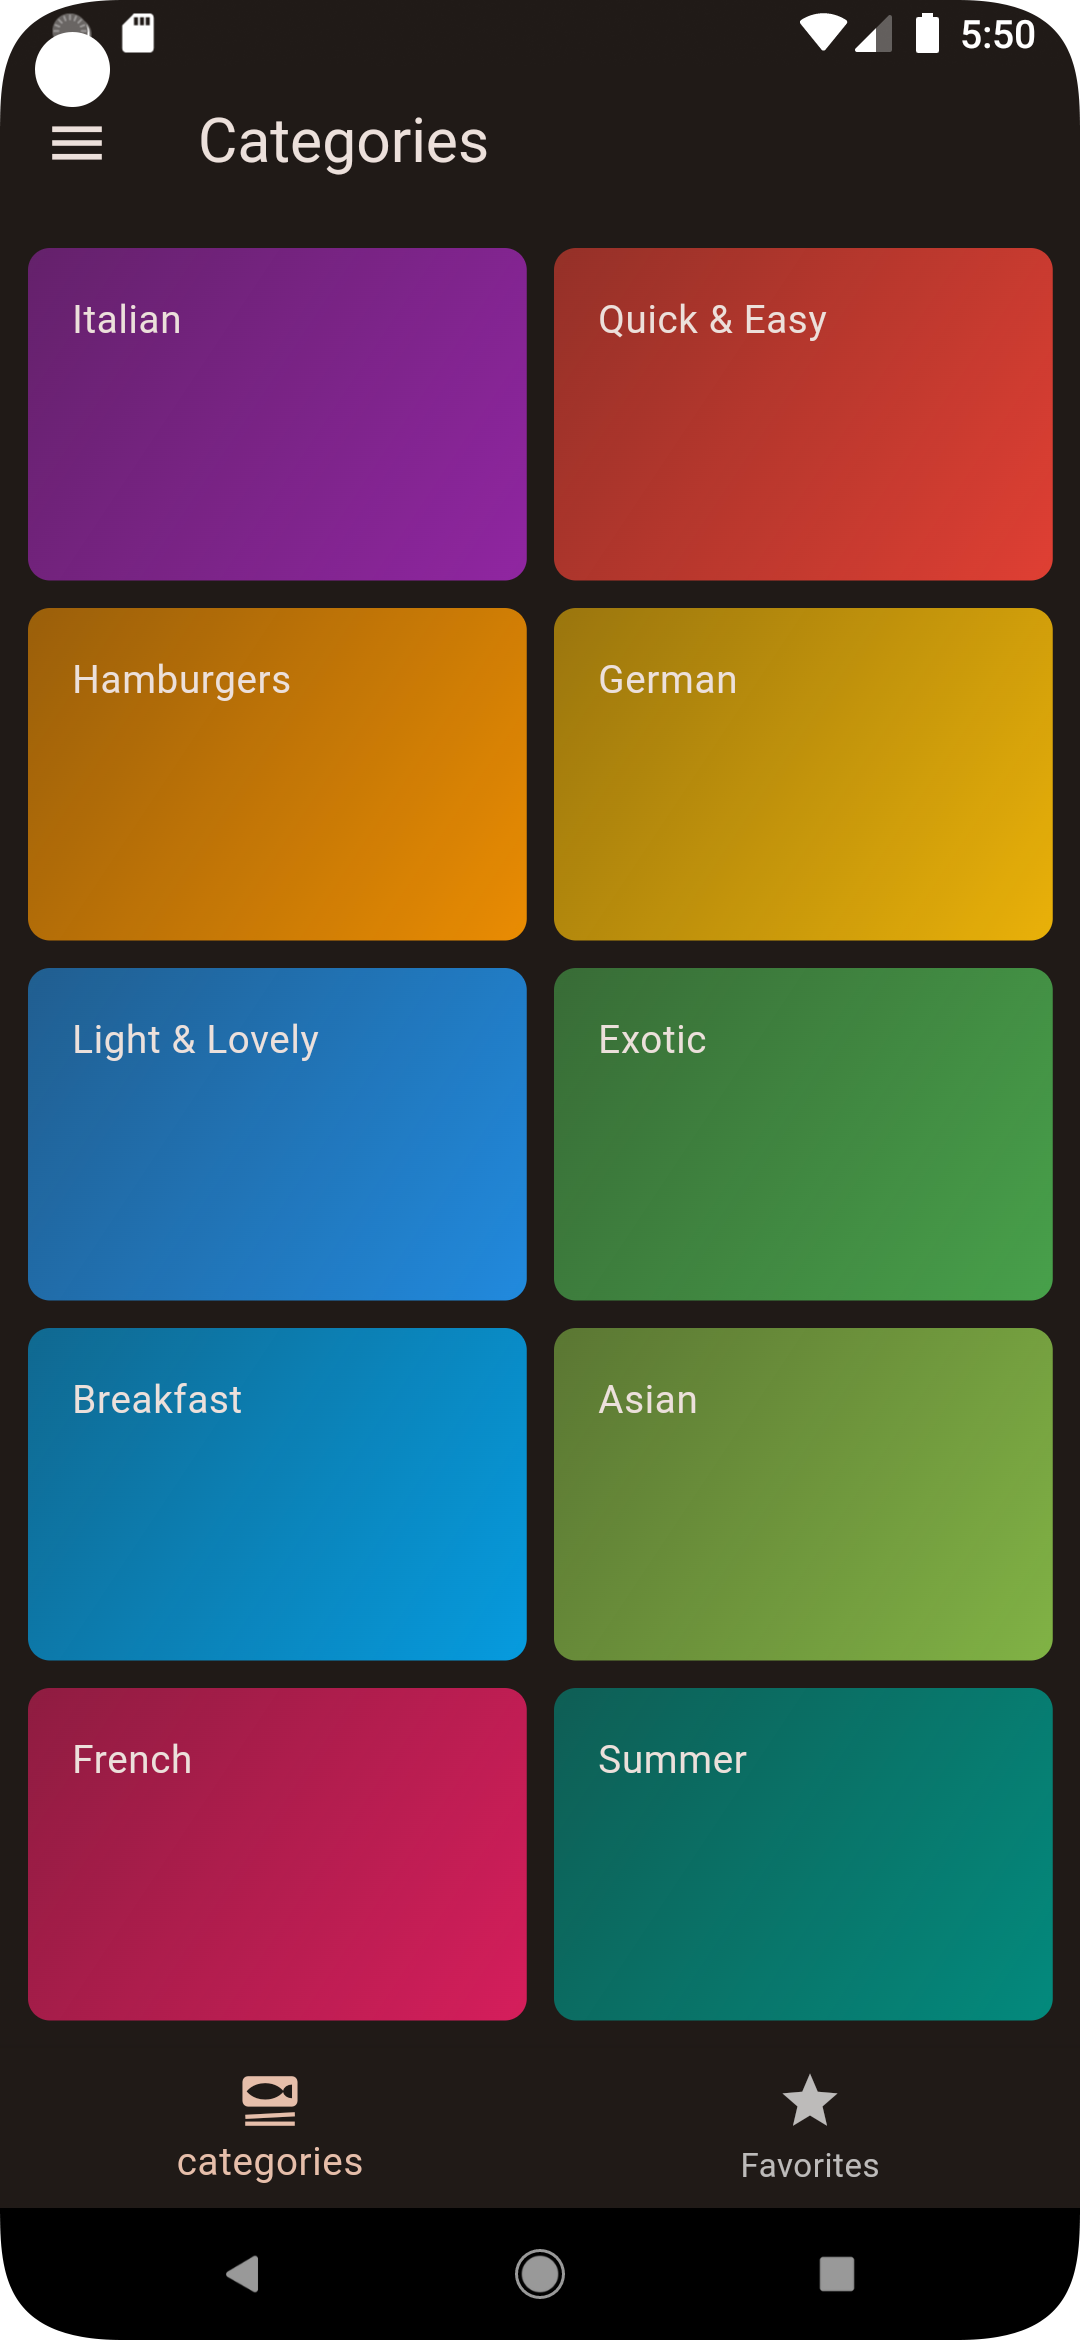 5:50
Categories
Italian
Quick & Easy
Hamburgers
German
Light & Lovely
Exotic
Breakfast
Asian
French
Summer
categories
Favorites